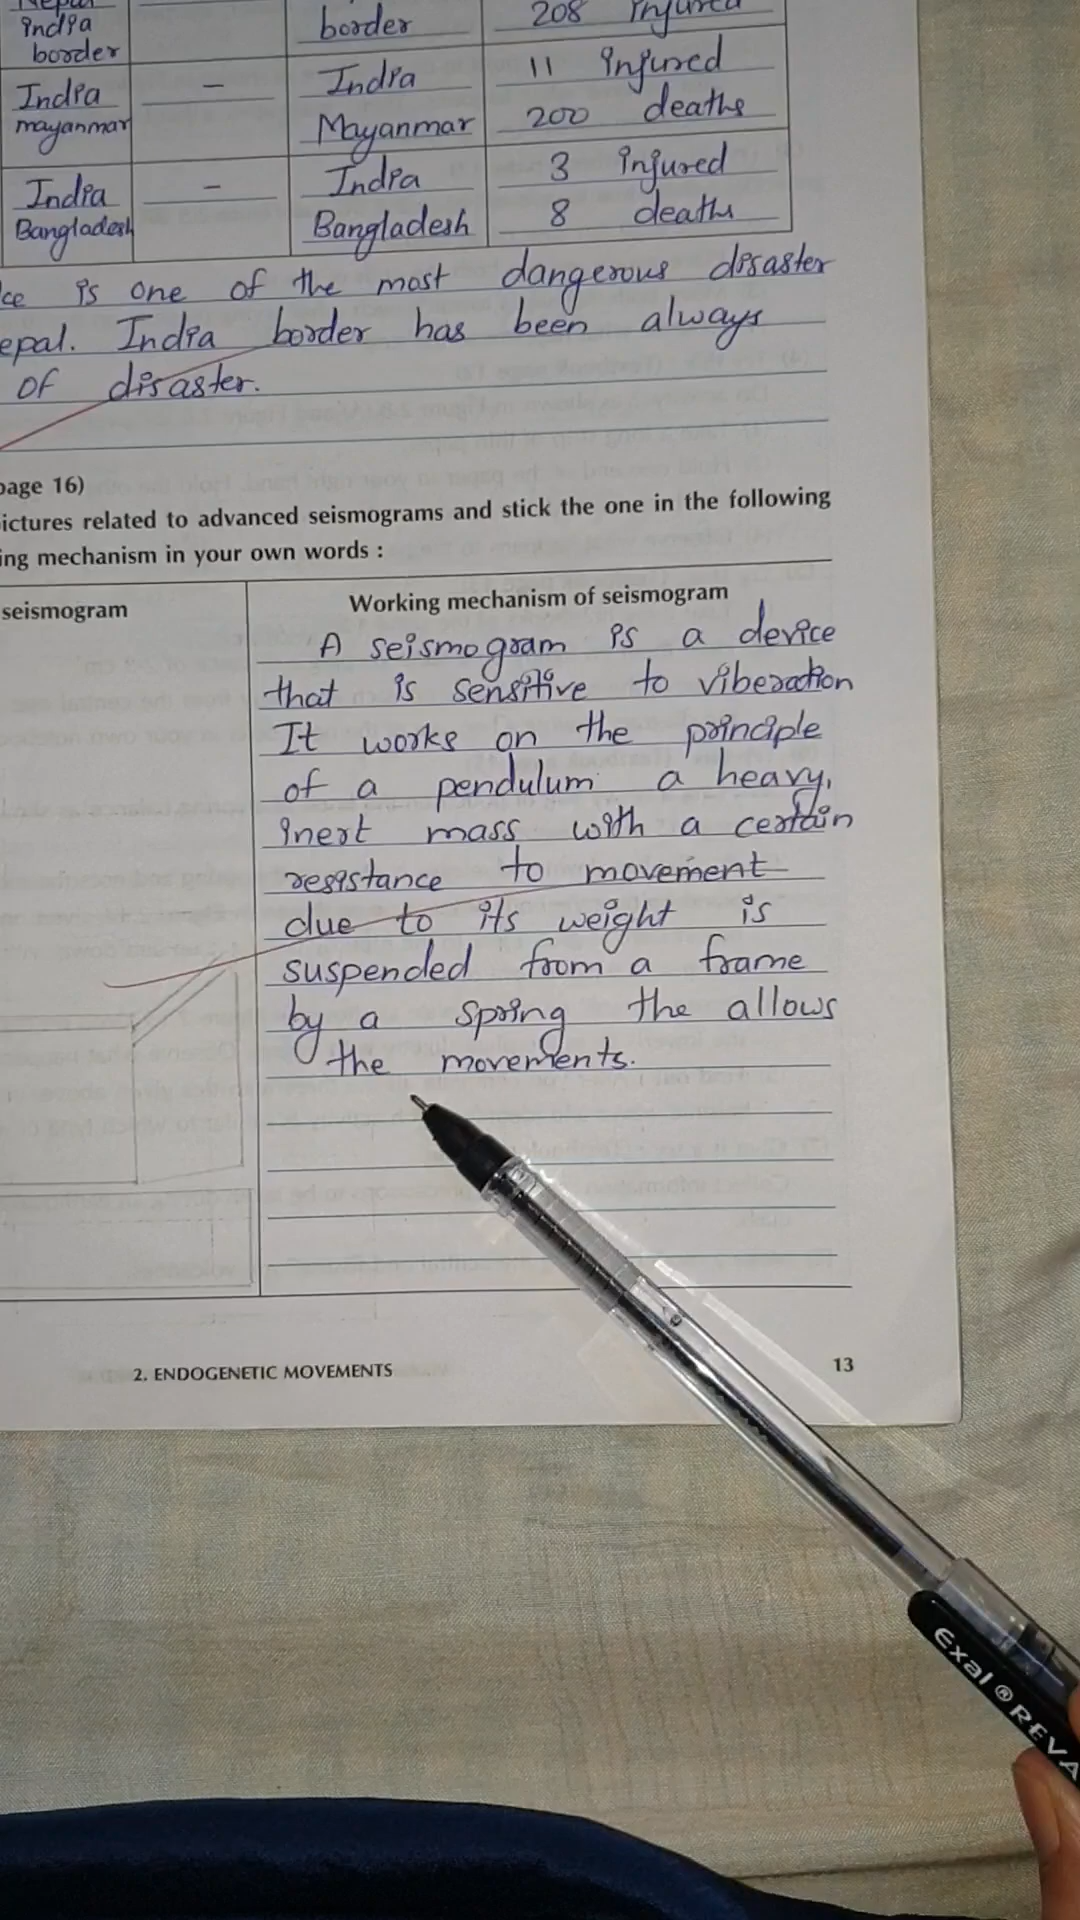 India border
208 injured
border
India
mayanmar
—
India
Mayanmar
11 injured
200 deaths
India
Bangladesh
—
India
Bangladesh
3 injured
8 deaths
is one of the most dangerous disaster
India border has been always
of disaster.
page 16)
ictures related to advanced seismograms and stick the one in the following
ing mechanism in your own words :
seismogram
Working mechanism of seismogram
A seismogram is a device
that is sensitive to viberation
It works on the principle
of a pendulum a heavy,
inert mass with a certain
resistance to movement
due to its weight is
suspended from a frame
by a spring the allows
the movements.
2. ENDOGENETIC MOVEMENTS
13
Exal® REVA